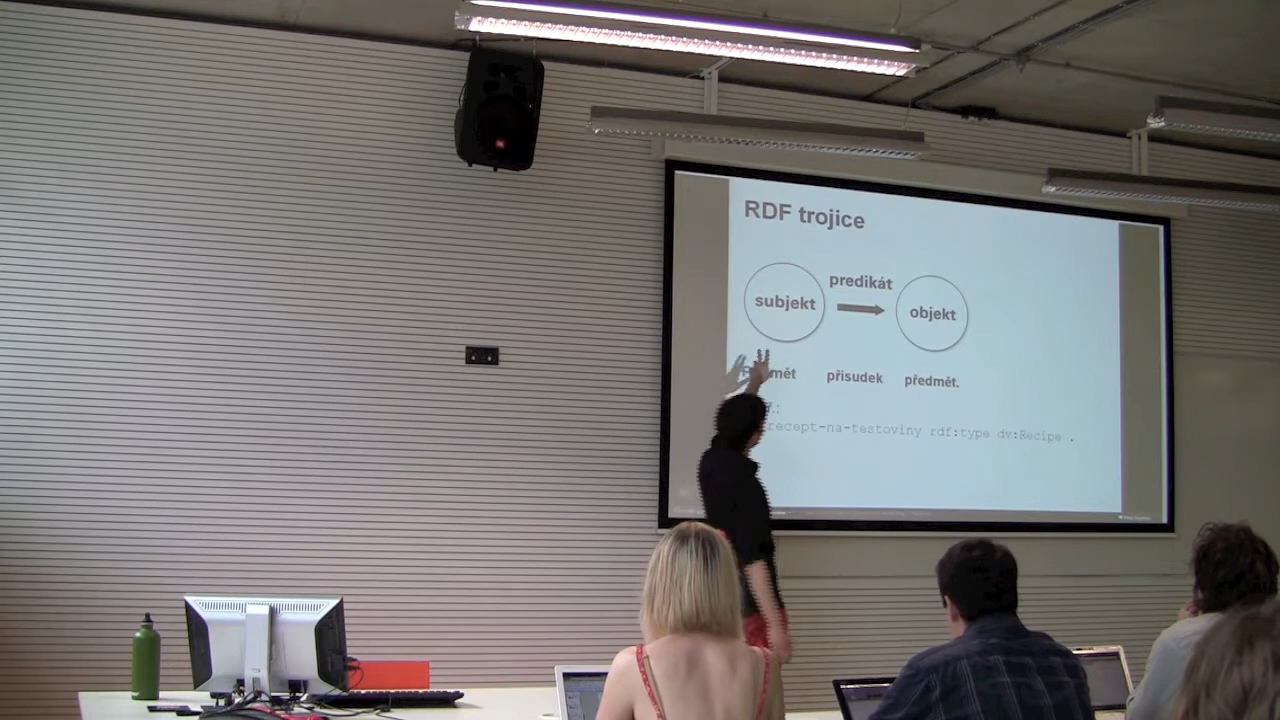 RDF trojice
predikát
subjekt
objekt
přísudek
předmět.
recept-na-testoviny rdf:type dv:Recipe .